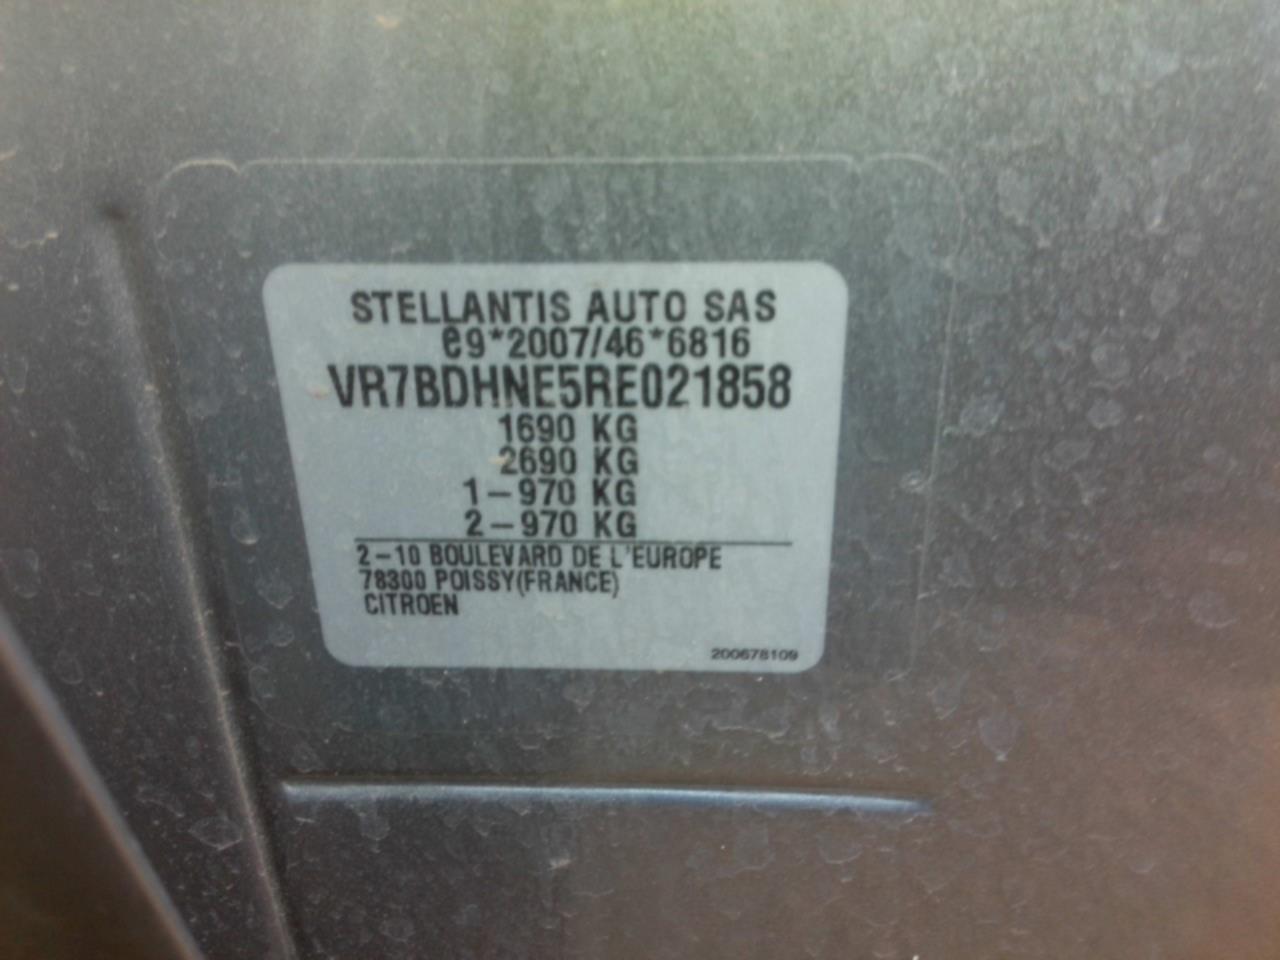 STELLANTIS AUTO SAS
e9*2007/46*6816
VR7BDHNE5RE021858
1690 KG
2690 KG
1-970 KG
2-970 KG
2-10 BOULEVARD DE L'EUROPE
78300 POISSY(FRANCE)
CITROEN
200678109